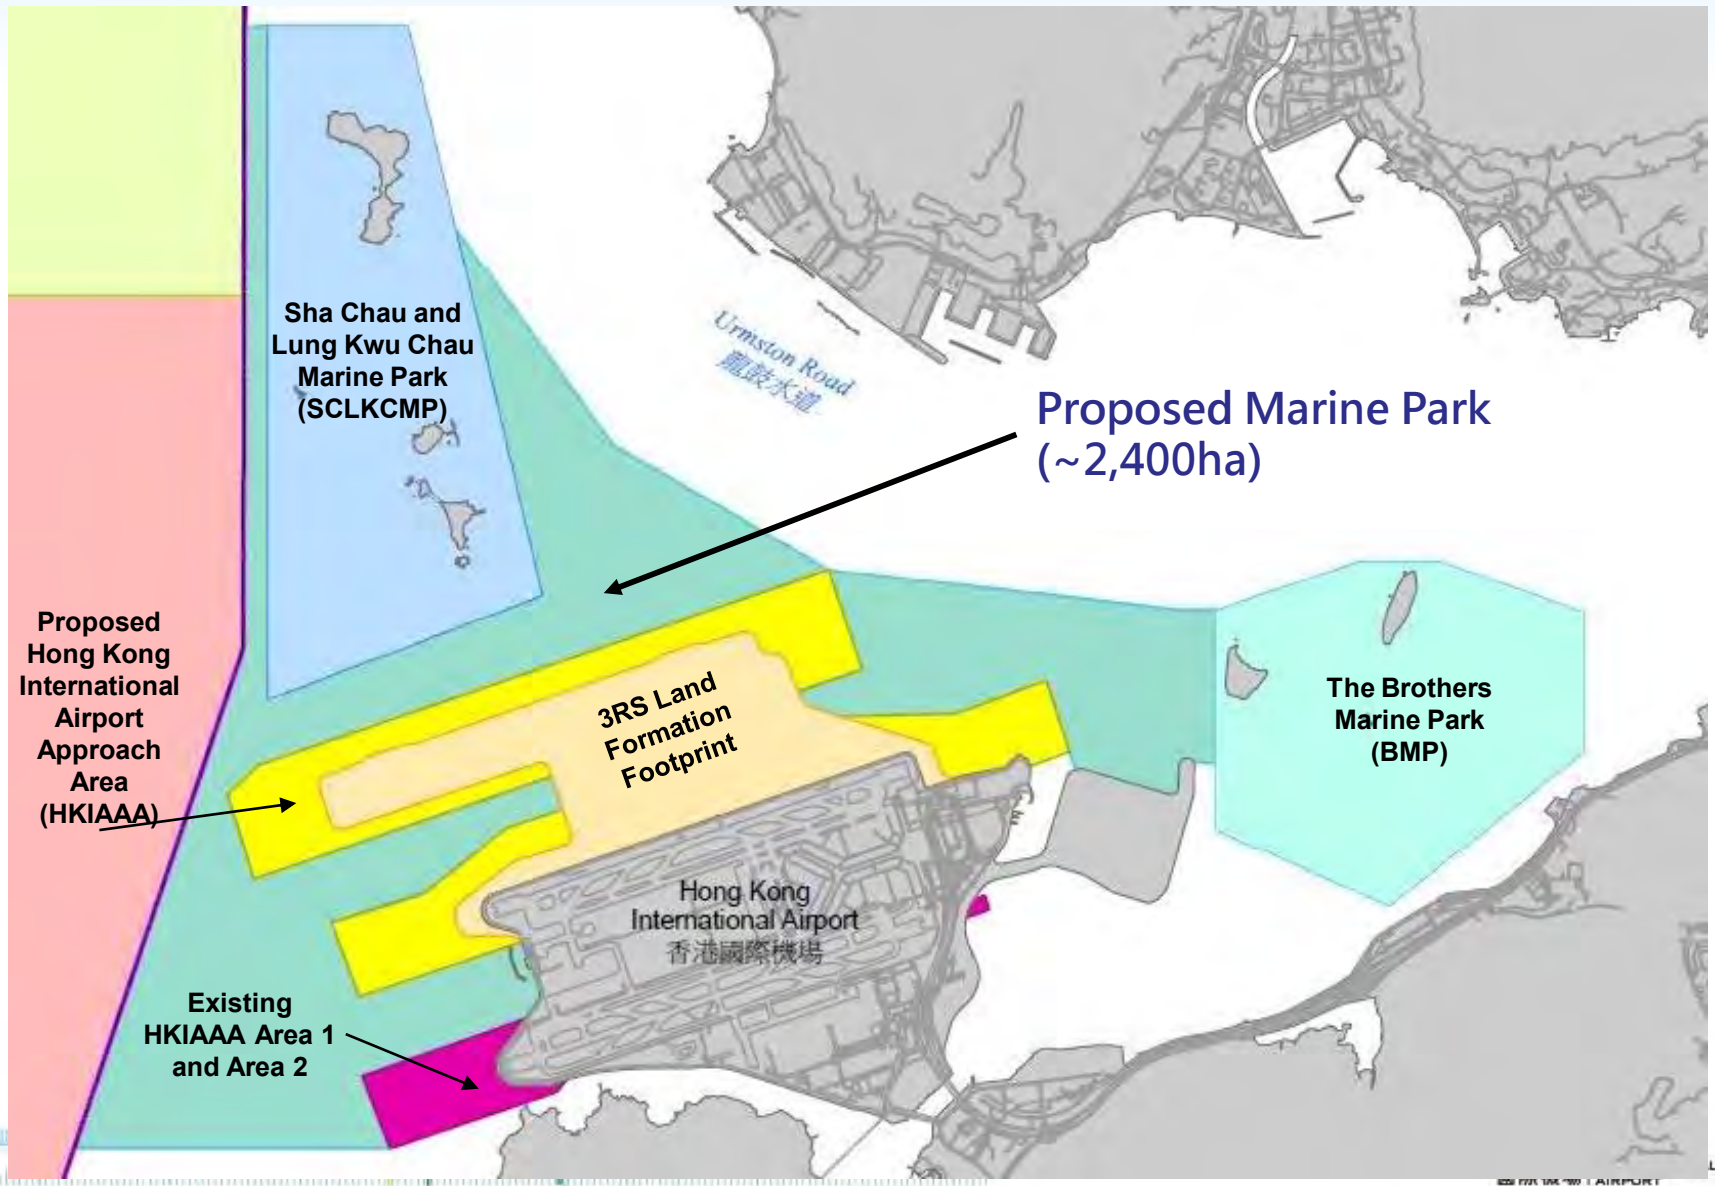 Sha Chau and
Lung Kwu Chau
Marine Park
(SCLKCMP)
Urmston Road
龍鼓水道
Proposed Marine Park
(~2,400ha)
Proposed
Hong Kong
International
Airport
Approach
Area
(HKIAAA)
3RS Land
Formation
Footprint
The Brothers
Marine Park
(BMP)
Hong Kong
International Airport
香港國際機場
Existing
HKIAAA Area 1
and Area 2
AIRPORT